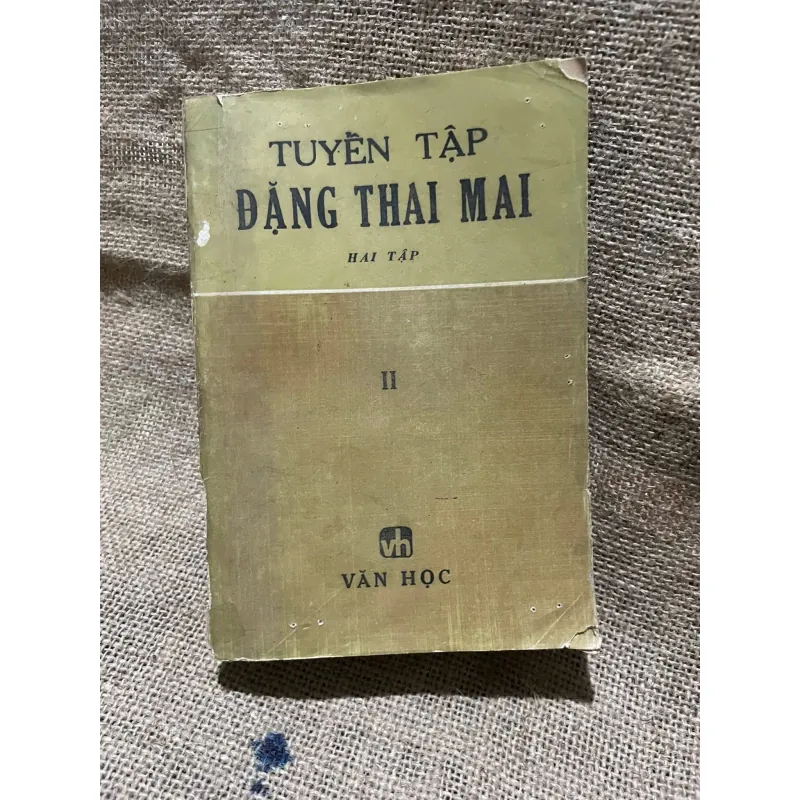 TUYỂN TẬP
ĐẶNG THAI MAI
HAI TẬP
II
vh
VĂN HỌC